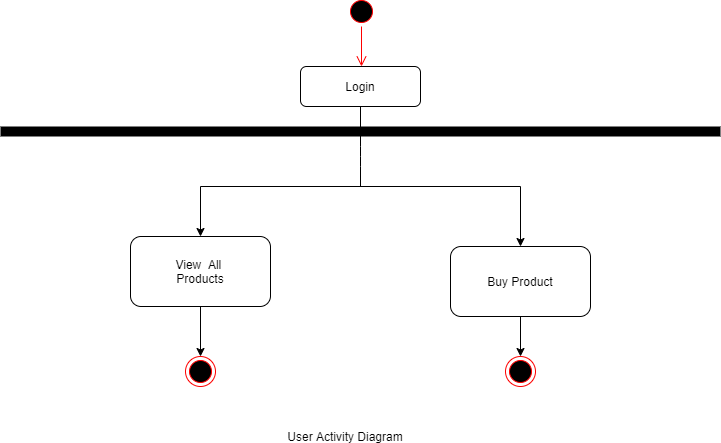 Login
View All
Products
Buy Product
User Activity Diagram